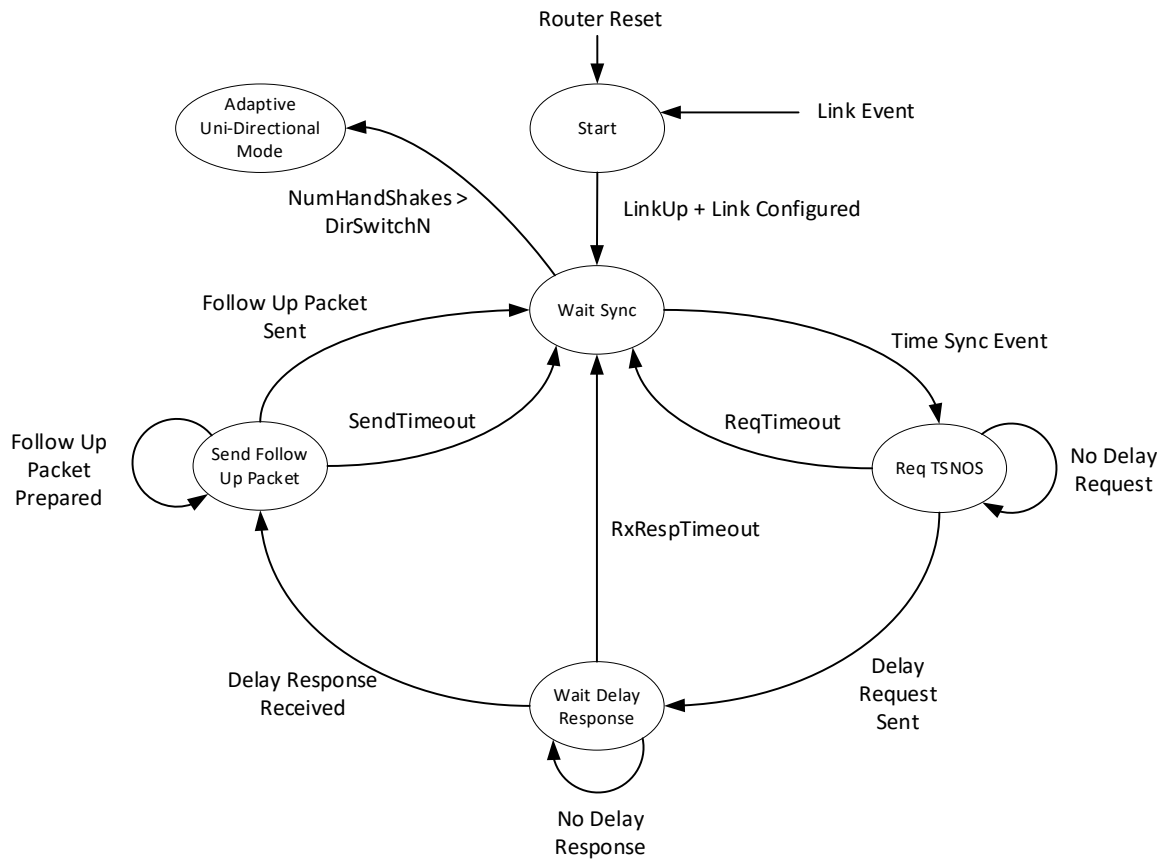 Router Reset
Adaptive
Uni-Directional
Mode
Start
Link Event
NumHandShakes >
DirSwitchN
LinkUp + Link Configured
Follow Up Packet
Sent
Wait Sync
Time Sync Event
SendTimeout
ReqTimeout
Follow Up
Packet
Prepared
Send Follow
Up Packet
Req TSNOS
No Delay
Request
RxRespTimeout
Delay Response
Received
Wait Delay
Response
Delay
Request
Sent
No Delay
Response